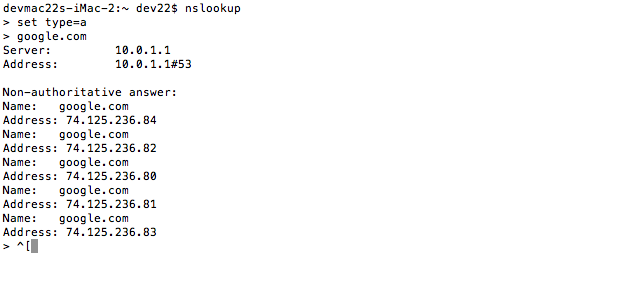 devmac22s-iMac-2:~ dev22$ nslookup
> set type=a
> google.com
Server:         10.0.1.1
Address:        10.0.1.1#53

Non-authoritative answer:
Name:   google.com
Address: 74.125.236.84
Name:   google.com
Address: 74.125.236.82
Name:   google.com
Address: 74.125.236.80
Name:   google.com
Address: 74.125.236.81
Name:   google.com
Address: 74.125.236.83
> ^[